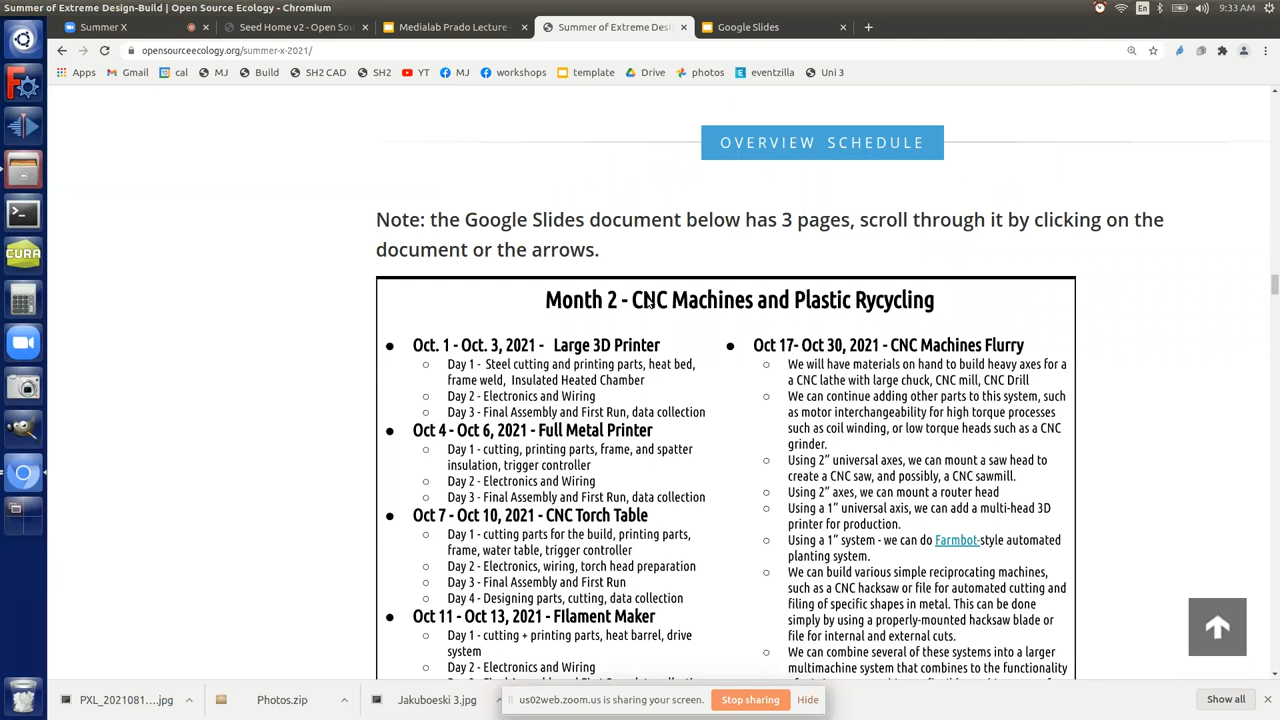 Summer of Extreme Design-Build | Open Source Ecology - Chromium
En
9:33 AM
Summer X
Seed Home v2 - Open Sou
Medialab Prado Lecture -
Summer of Extreme Desi
Google Slides
opensourceecology.org/summer-x-2021/
Apps
Gmail
cal
MJ
Build
SH2 CAD
SH2
YT
MJ
workshops
template
Drive
photos
eventzilla
Uni 3
CURA
OVERVIEW SCHEDULE
Note: the Google Slides document below has 3 pages, scroll through it by clicking on the
document or the arrows.
Month 2 - CNC Machines and Plastic Rycycling
● Oct. 1 - Oct. 3, 2021 - Large 3D Printer
○ Day 1 - Steel cutting and printing parts, heat bed,
frame weld, Insulated Heated Chamber
○ Day 2 - Electronics and Wiring
○ Day 3 - Final Assembly and First Run, data collection
● Oct 4 - Oct 6, 2021 - Full Metal Printer
○ Day 1 - cutting, printing parts, frame, and spatter
insulation, trigger controller
○ Day 2 - Electronics and Wiring
○ Day 3 - Final Assembly and First Run, data collection
● Oct 7 - Oct 10, 2021 - CNC Torch Table
○ Day 1 - cutting parts for the build, printing parts,
frame, water table, trigger controller
○ Day 2 - Electronics, wiring, torch head preparation
○ Day 3 - Final Assembly and First Run
○ Day 4 - Designing parts, cutting, data collection
● Oct 11 - Oct 13, 2021 - FIlament Maker
○ Day 1 - cutting + printing parts, heat barrel, drive
system
○ Day 2 - Electronics and Wiring
● Oct 17- Oct 30, 2021 - CNC Machines Flurry
○ We will have materials on hand to build heavy axes for a
a CNC lathe with large chuck, CNC mill, CNC Drill
○ We can continue adding other parts to this system, such
as motor interchangeability for high torque processes
such as coil winding, or low torque heads such as a CNC
grinder.
○ Using 2” universal axes, we can mount a saw head to
create a CNC saw, and possibly, a CNC sawmill.
○ Using 2” axes, we can mount a router head
○ Using a 1” universal axis, we can add a multi-head 3D
printer for production.
○ Using a 1” system - we can do Farmbot-style automated
planting system.
○ We can build various simple reciprocating machines,
such as a CNC hacksaw or file for automated cutting and
filing of specific shapes in metal. This can be done
simply by using a properly-mounted hacksaw blade or
file for internal and external cuts.
○ We can combine several of these systems into a larger
multimachine system that combines to the functionality
PXL_2021081....jpg
Photos.zip
Jakuboeski 3.jpg
us02web.zoom.us is sharing your screen.
Stop sharing
Hide
Show all